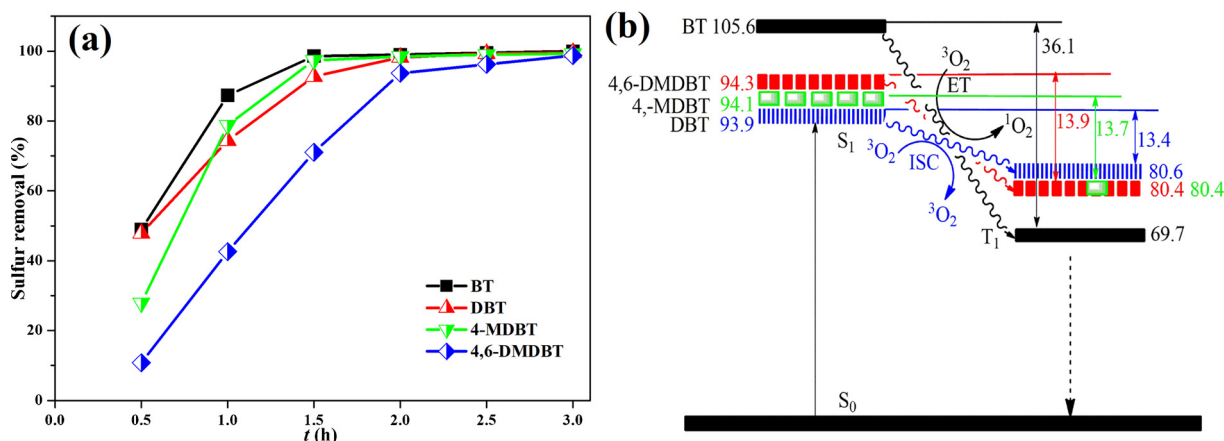 (a)
Sulfur removal (%)
100
80
60
40
20
0
0.0 0.5 1.0 1.5 2.0 2.5 3.0
t (h)
BT
DBT
4-MDBT
4,6-DMDBT
(b)
BT 105.6
36.1
³O₂
ET
¹O₂
4,6-DMDBT 94.3
4,-MDBT 94.1
DBT 93.9
13.9
13.7
13.4
S₁
³O₂
ISC
³O₂
80.6
80.4 80.4
T₁
69.7
S₀